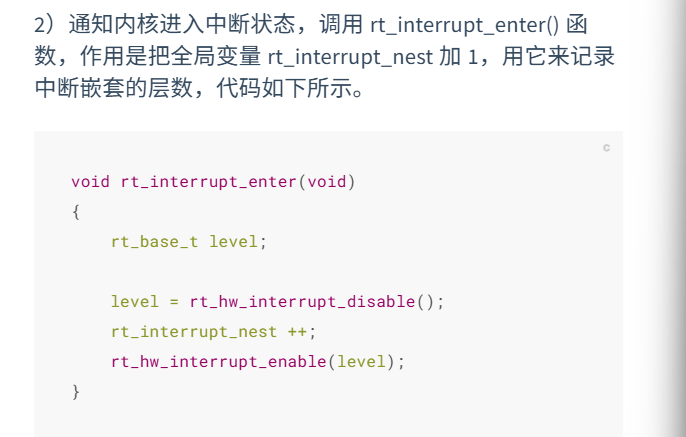 2）通知内核进入中断状态，调用 rt_interrupt_enter() 函
数，作用是把全局变量 rt_interrupt_nest 加 1，用它来记录
中断嵌套的层数，代码如下所示。
c
void rt_interrupt_enter(void)
{
    rt_base_t level;

    level = rt_hw_interrupt_disable();
    rt_interrupt_nest ++;
    rt_hw_interrupt_enable(level);
}